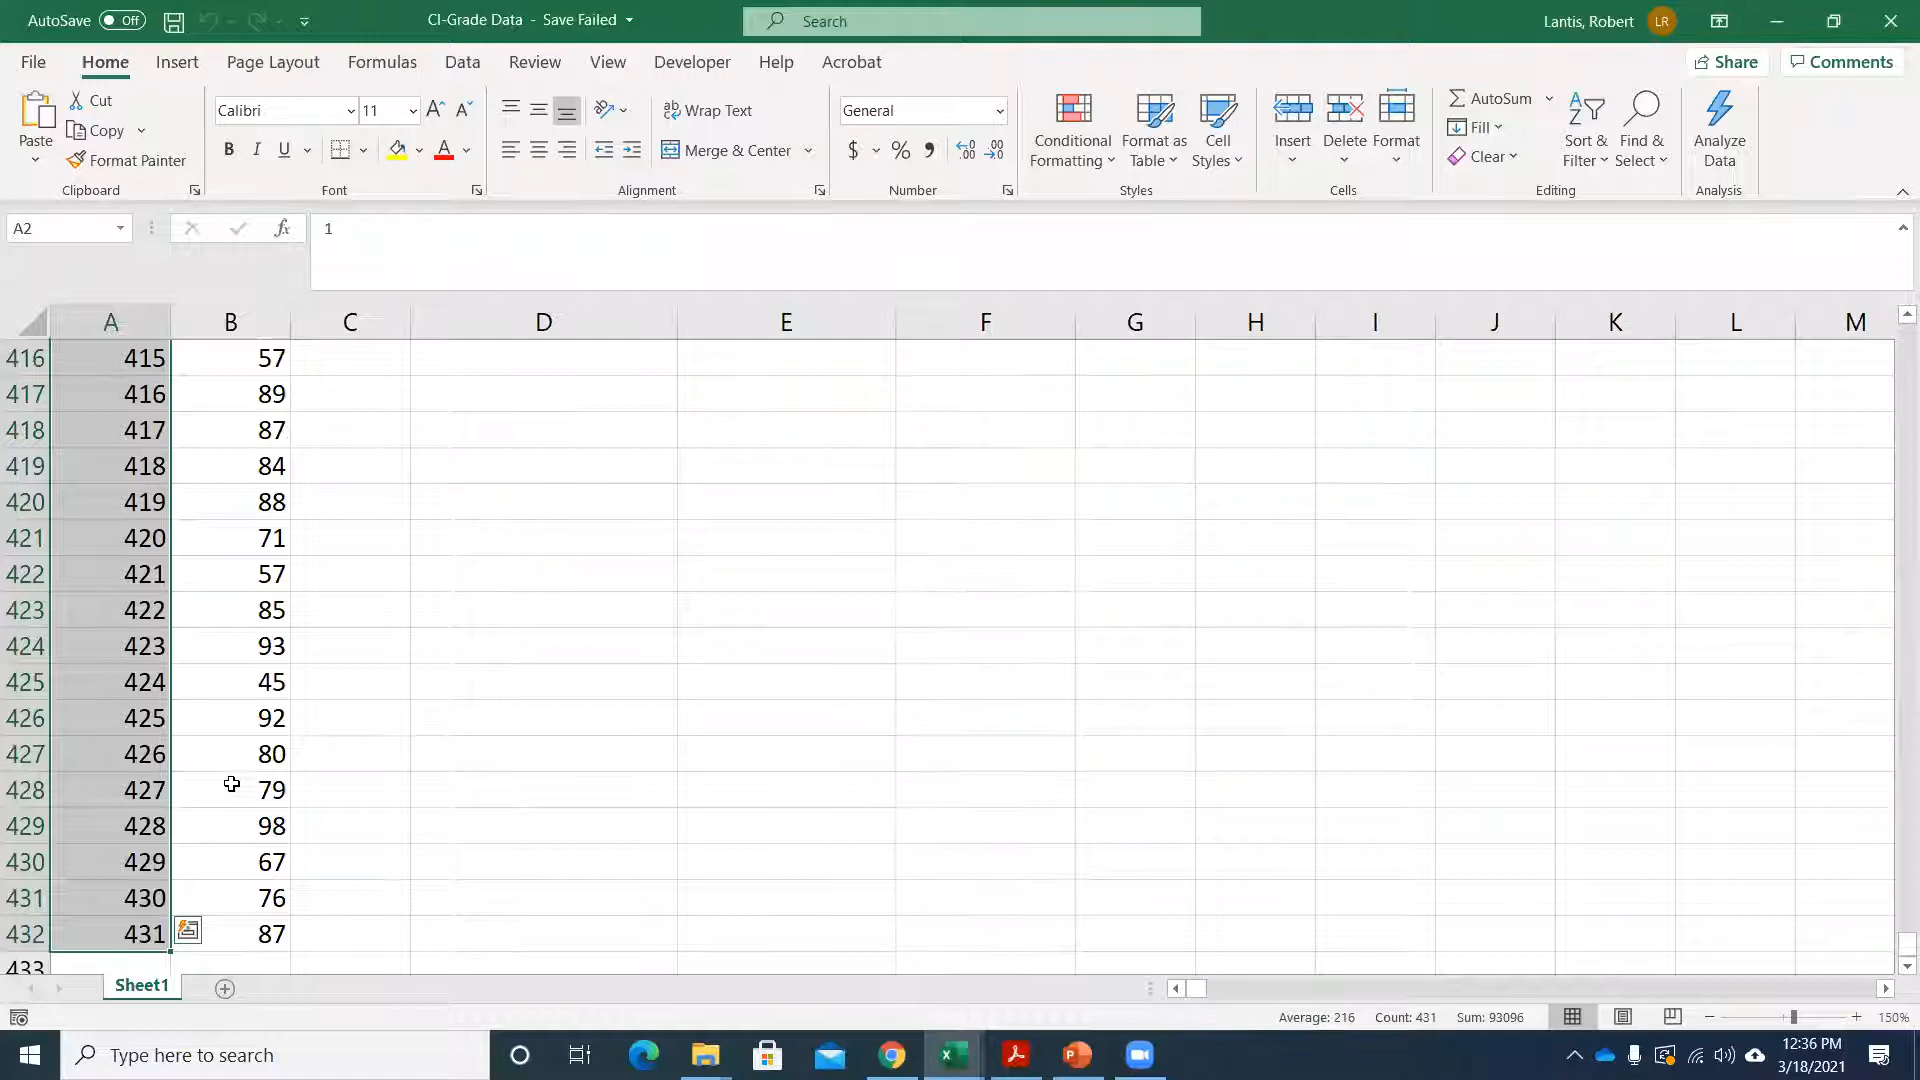 AutoSave Off CI-Grade Data - Save Failed Search Lantis, Robert LR
File Home Insert Page Layout Formulas Data Review View Developer Help Acrobat Share Comments
Paste
Cut
Copy
Format Painter
Clipboard
Calibri 11 A A
B I U A
Font
Wrap Text
Merge & Center
Alignment
General
$ % 9 .00 .00
Number
Conditional Formatting
Format as Table
Cell Styles
Styles
Insert Delete Format
Cells
AutoSum
Fill
Clear
Sort & Filter
Find & Select
Editing
Analyze Data
Analysis
A2 fx 1
A B C D E F G H I J K L M
416 415 57
417 416 89
418 417 87
419 418 84
420 419 88
421 420 71
422 421 57
423 422 85
424 423 93
425 424 45
426 425 92
427 426 80
428 427 79
429 428 98
430 429 67
431 430 76
432 431 87
433
Sheet1
Average: 216 Count: 431 Sum: 93096 150%
Type here to search
12:36 PM
3/18/2021